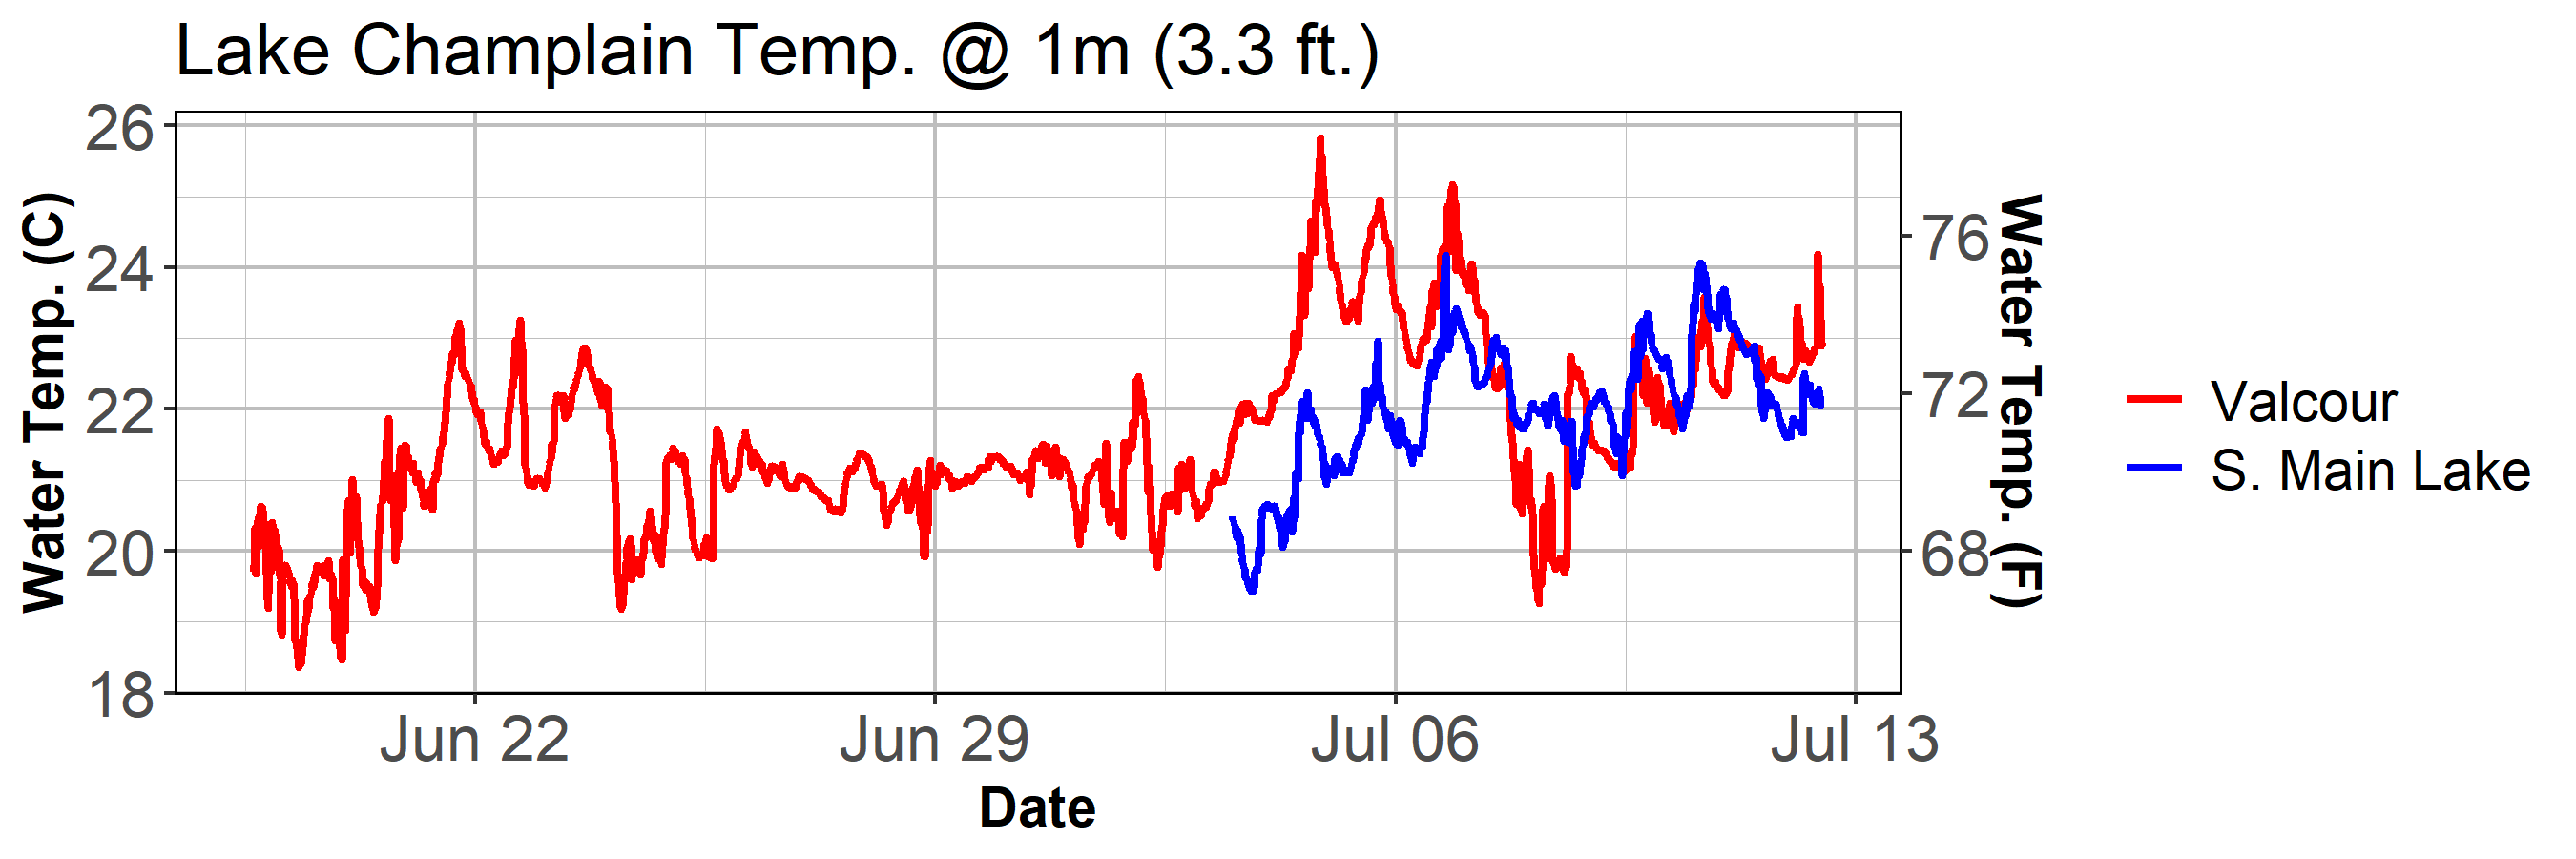 Lake Champlain Temp. @ 1m (3.3 ft.)
Water Temp. (C)
26
24
22
20
18
76
72
68
Water Temp. (F)
Jun 22
Jun 29
Jul 06
Jul 13
Date
Valcour
S. Main Lake